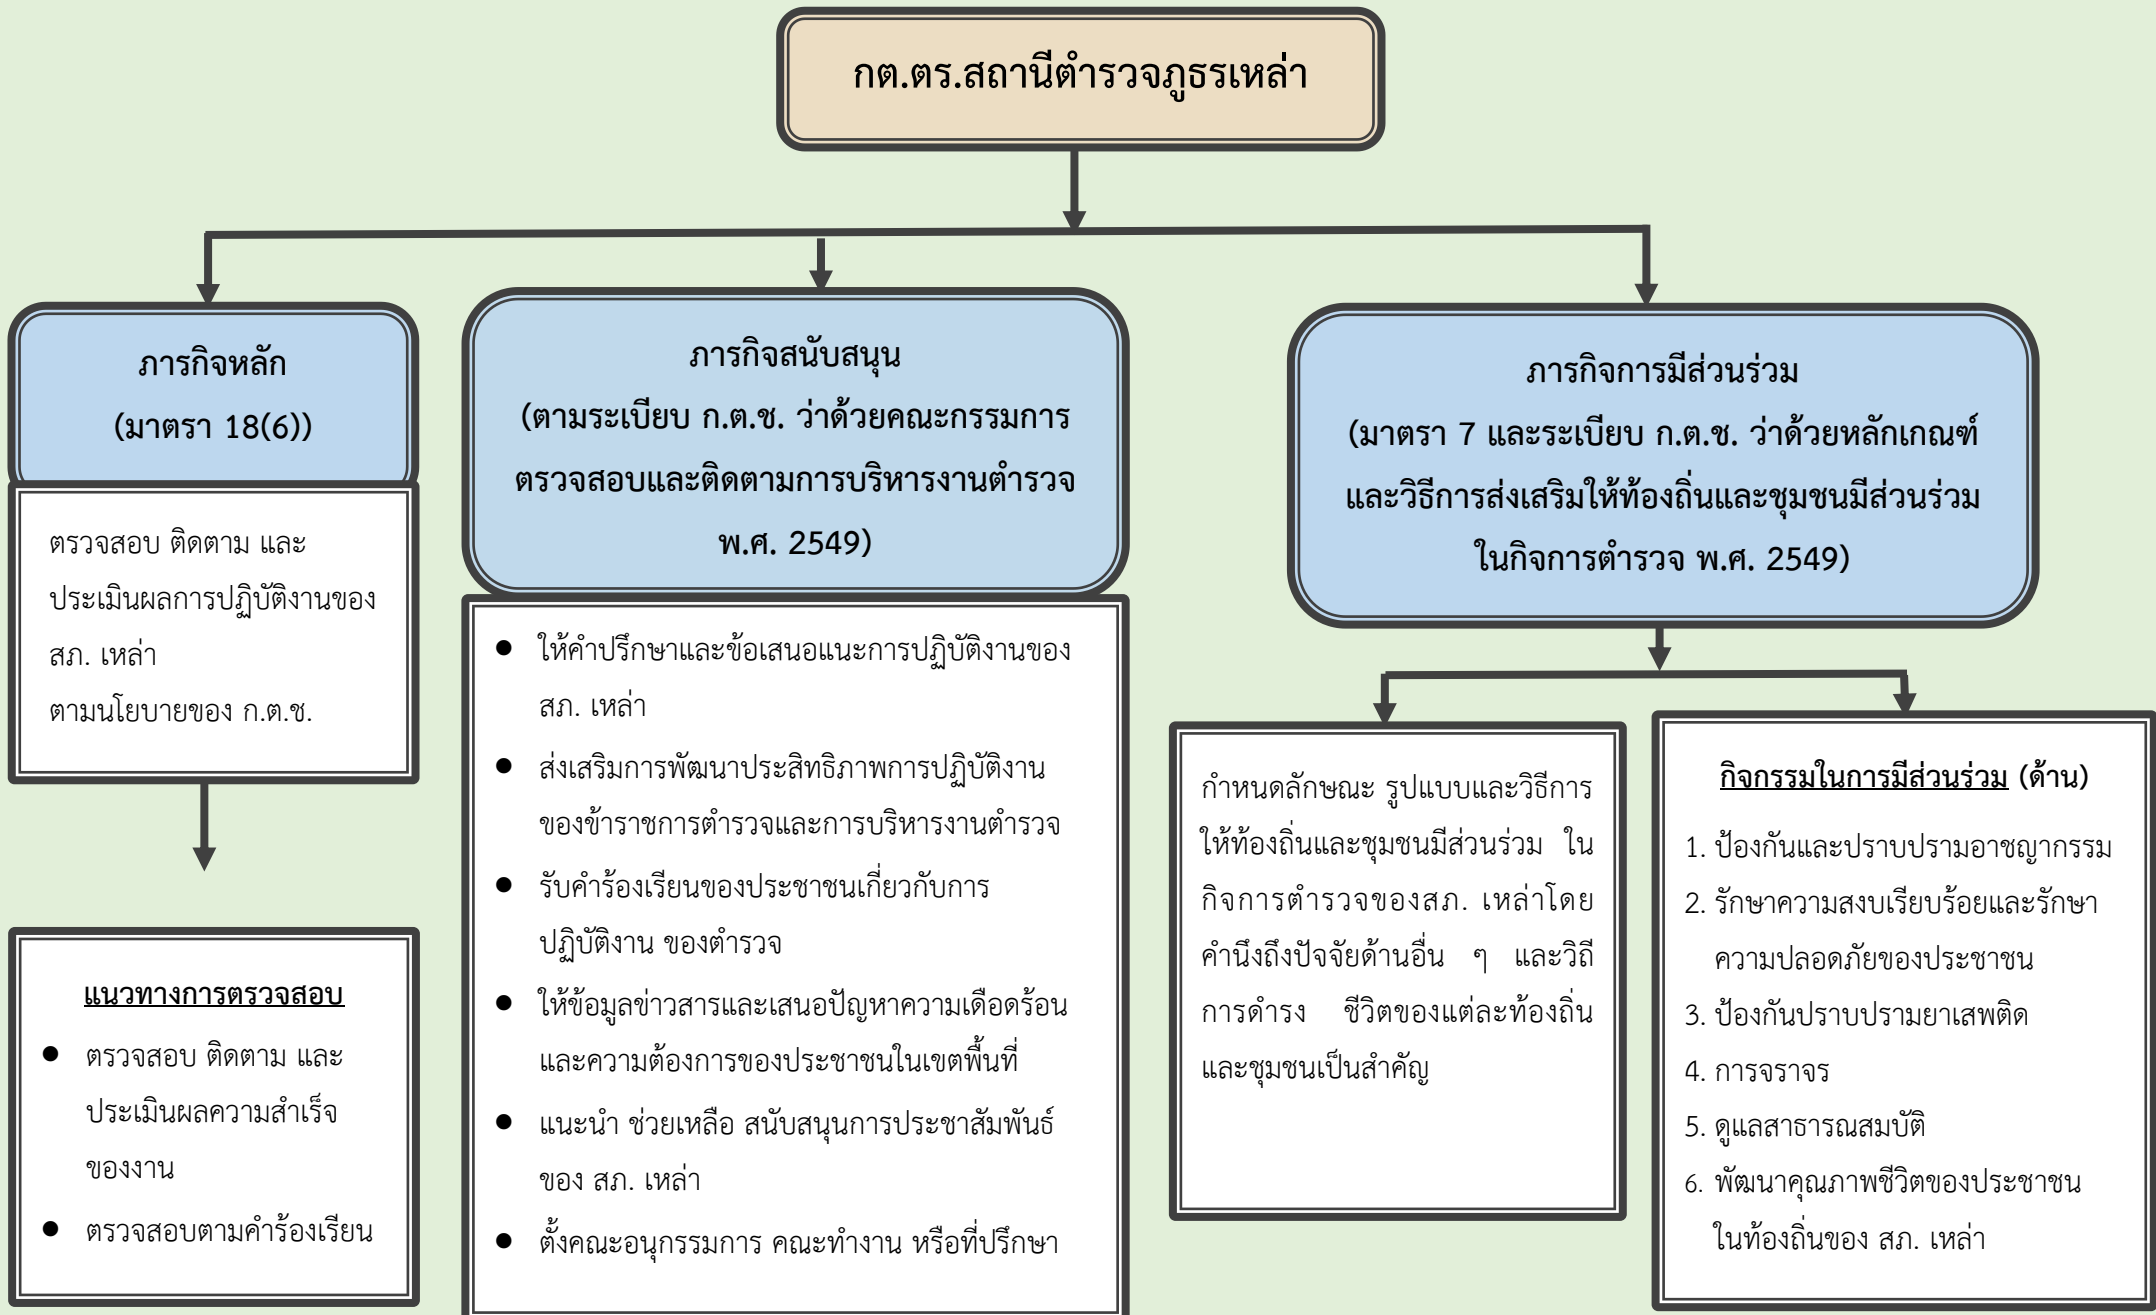 กต.ตร.สถานีตำรวจภูธรเหล่า
ภารกิจหลัก
(มาตรา 18(6))
ตรวจสอบ ติดตาม และ
ประเมินผลการปฏิบัติงานของ
สภ. เหล่า
ตามนโยบายของ ก.ต.ช.
แนวทางการตรวจสอบ
● ตรวจสอบ ติดตาม และ
ประเมินผลความสำเร็จ
ของงาน
● ตรวจสอบตามคำร้องเรียน
ภารกิจสนับสนุน
(ตามระเบียบ ก.ต.ช. ว่าด้วยคณะกรรมการ
ตรวจสอบและติดตามการบริหารงานตำรวจ
พ.ศ. 2549)
● ให้คำปรึกษาและข้อเสนอแนะการปฏิบัติงานของ
สภ. เหล่า
● ส่งเสริมการพัฒนาประสิทธิภาพการปฏิบัติงาน
ของข้าราชการตำรวจและการบริหารงานตำรวจ
● รับคำร้องเรียนของประชาชนเกี่ยวกับการ
ปฏิบัติงาน ของตำรวจ
● ให้ข้อมูลข่าวสารและเสนอปัญหาความเดือดร้อน
และความต้องการของประชาชนในเขตพื้นที่
● แนะนำ ช่วยเหลือ สนับสนุนการประชาสัมพันธ์
ของ สภ. เหล่า
● ตั้งคณะอนุกรรมการ คณะทำงาน หรือที่ปรึกษา
ภารกิจการมีส่วนร่วม
(มาตรา 7 และระเบียบ ก.ต.ช. ว่าด้วยหลักเกณฑ์
และวิธีการส่งเสริมให้ท้องถิ่นและชุมชนมีส่วนร่วม
ในกิจการตำรวจ พ.ศ. 2549)
กำหนดลักษณะ รูปแบบและวิธีการ
ให้ท้องถิ่นและชุมชนมีส่วนร่วม ใน
กิจการตำรวจของสภ. เหล่าโดย
คำนึงถึงปัจจัยด้านอื่น ๆ และวิถี
การดำรง ชีวิตของแต่ละท้องถิ่น
และชุมชนเป็นสำคัญ
กิจกรรมในการมีส่วนร่วม (ด้าน)
1. ป้องกันและปราบปรามอาชญากรรม
2. รักษาความสงบเรียบร้อยและรักษา
ความปลอดภัยของประชาชน
3. ป้องกันปราบปรามยาเสพติด
4. การจราจร
5. ดูแลสาธารณสมบัติ
6. พัฒนาคุณภาพชีวิตของประชาชน
ในท้องถิ่นของ สภ. เหล่า